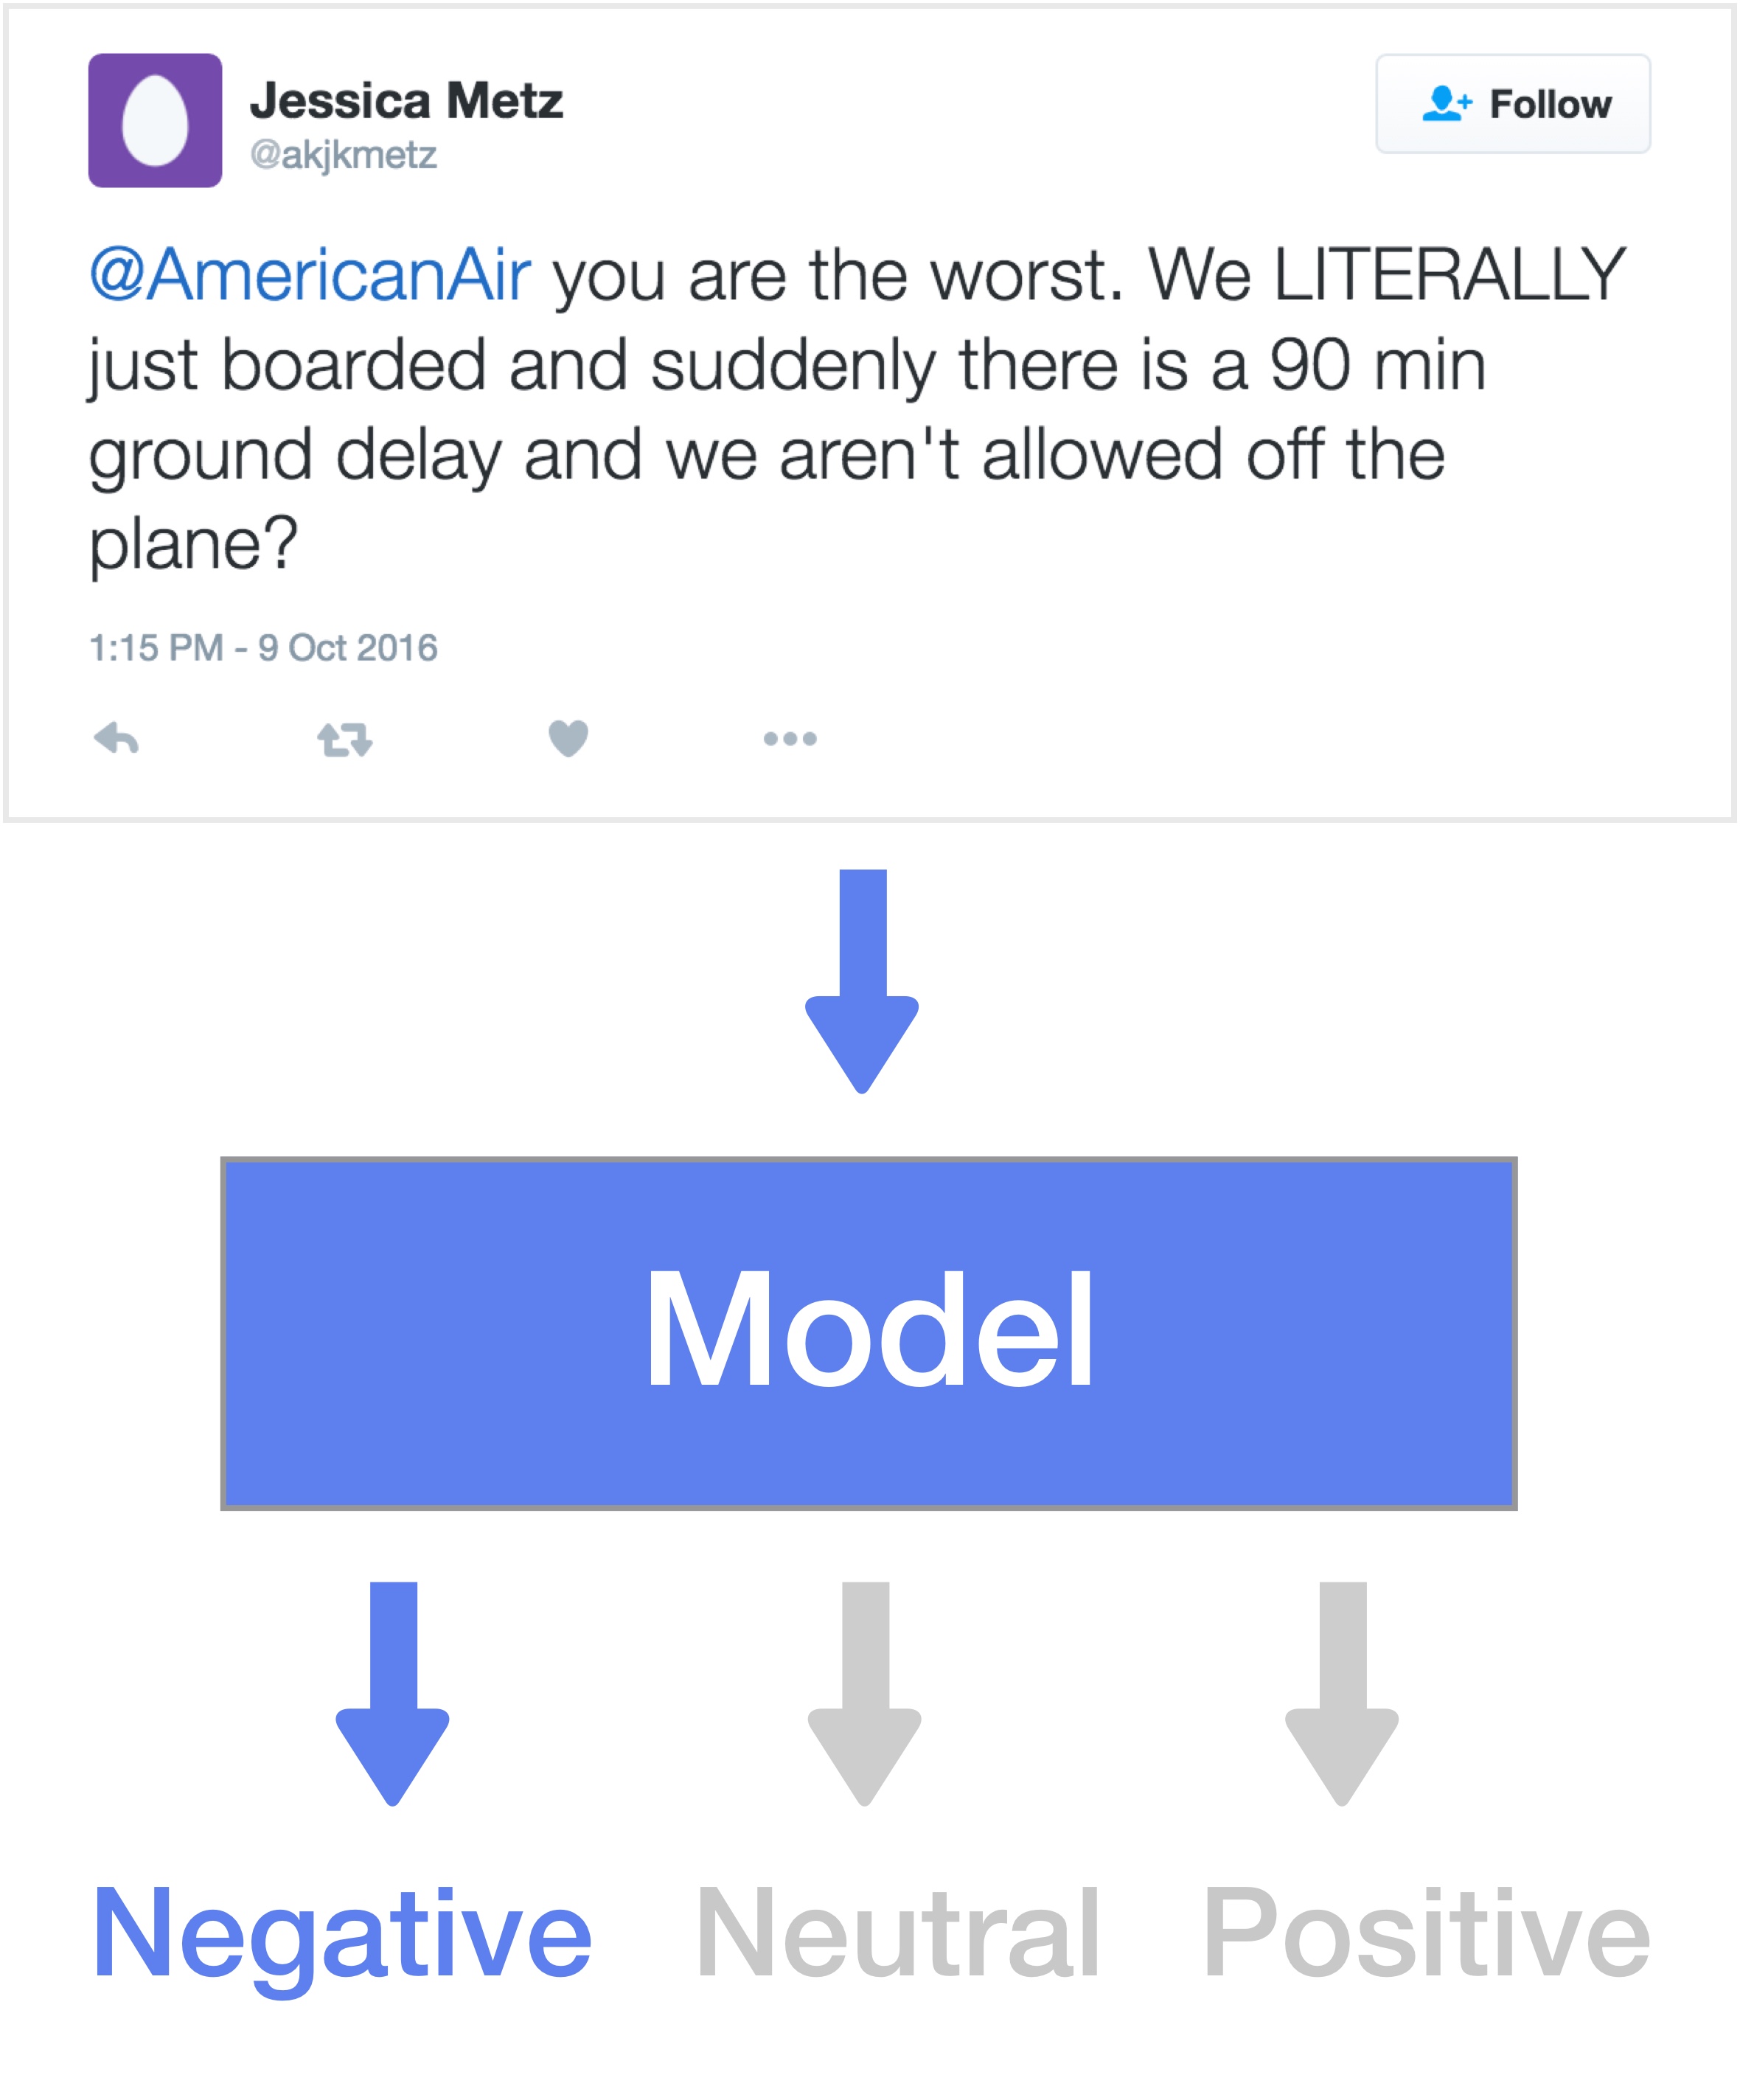 Jessica Metz
@akjkmetz
Follow
@AmericanAir you are the worst. We LITERALLY
just boarded and suddenly there is a 90 min
ground delay and we aren't allowed off the
plane?
1:15 PM - 9 Oct 2016
Model
Negative Neutral Positive